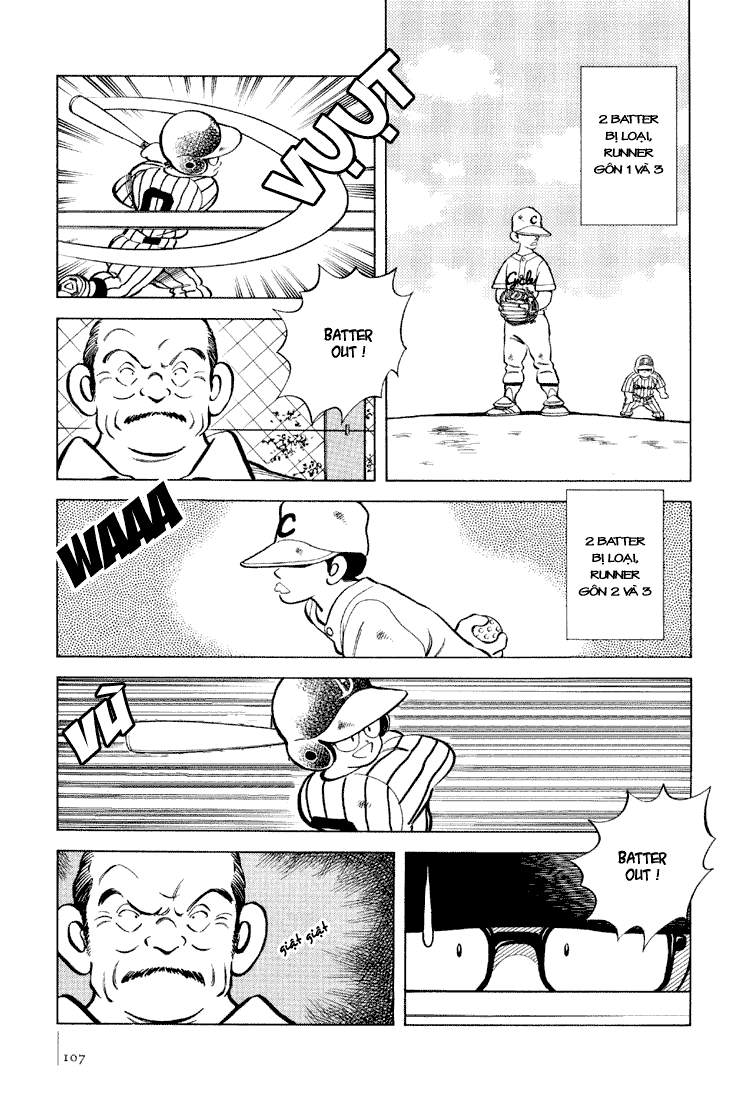 2 BATTER
BỊ LOẠI,
RUNNER
GÔN 1 VÀ 3
C
VỤỤT
BATTER
OUT !
WAAA
C
2 BATTER
BỊ LOẠI,
RUNNER
GÔN 2 VÀ 3
VÙ
giật giật
BATTER
OUT !
107